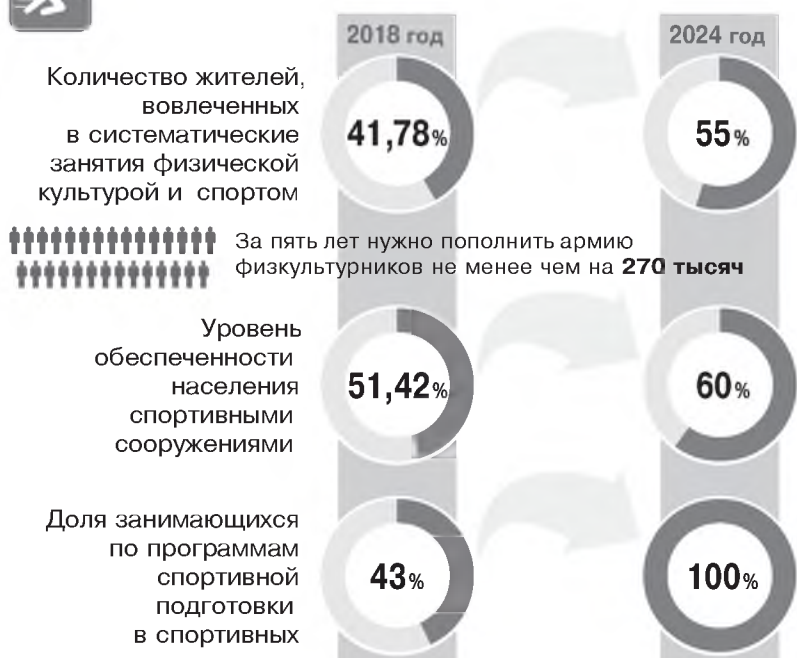 2018 год
2024 год
Количество жителей,
вовлеченных
в систематические
занятия физической
культурой и спортом
41,78%
55%
За пять лет нужно пополнить армию
физкультурников не менее чем на 270 тысяч
Уровень
обеспеченности
населения
спортивными
сооружениями
51,42%
60%
Доля занимающихся
по программам
спортивной
подготовки
в спортивных
43%
100%